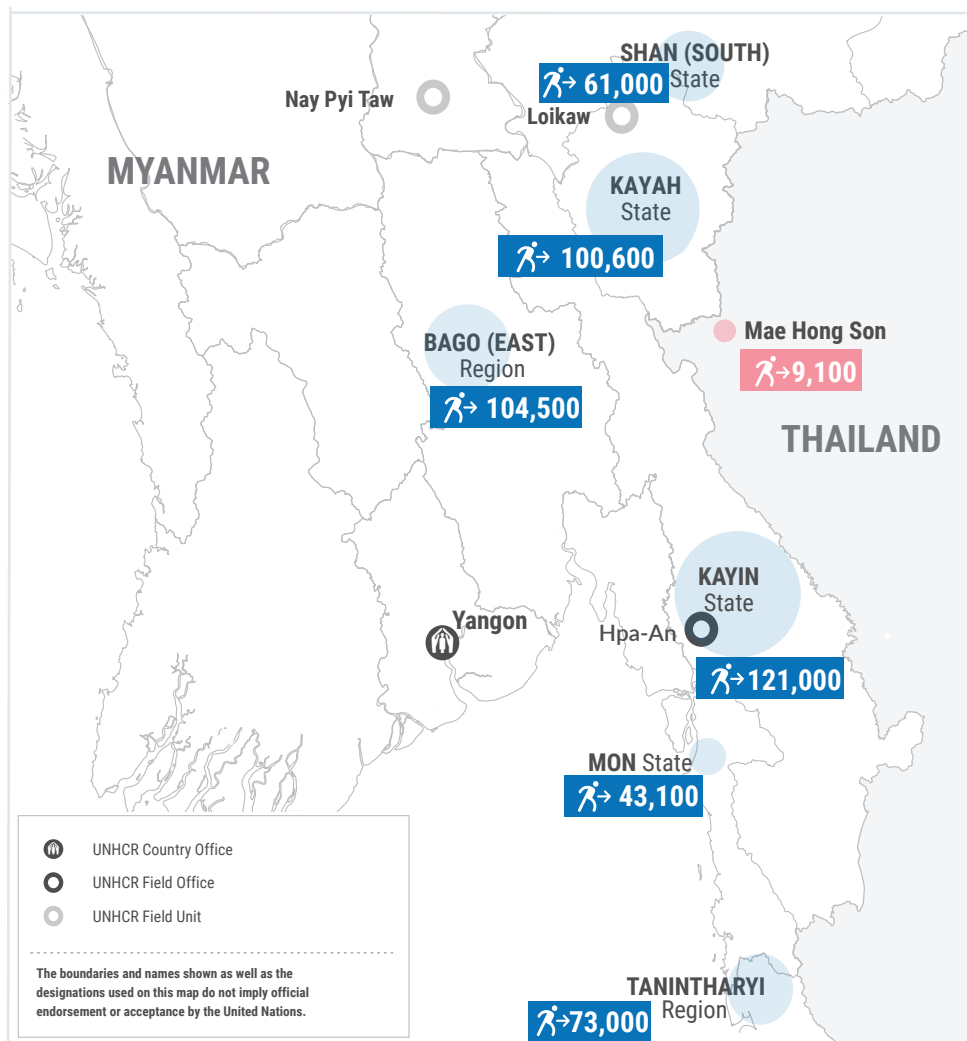 SHAN (SOUTH)
State
61,000
Nay Pyi Taw
Loikaw
MYANMAR
KAYAH
State
100,600
Mae Hong Son
9,100
BAGO (EAST)
Region
104,500
THAILAND
KAYIN
State
Yangon
Hpa-An
121,000
MON State
43,100
UNHCR Country Office
UNHCR Field Office
UNHCR Field Unit
The boundaries and names shown as well as the
designations used on this map do not imply official
endorsement or acceptance by the United Nations.
TANINTHARYI
Region
73,000